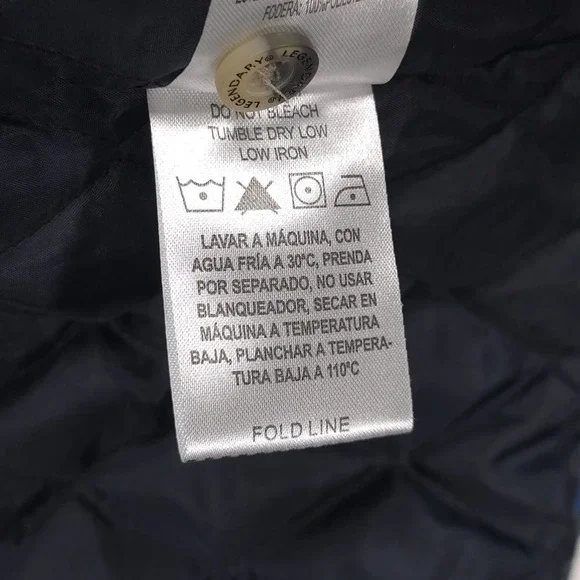 FODERA: 100%
LEGENDARY® LEGENDARY®
DO NOT BLEACH
TUMBLE DRY LOW
LOW IRON
LAVAR A MÁQUINA, CON
AGUA FRÍA A 30°C, PRENDA
POR SEPARADO, NO USAR
BLANQUEADOR, SECAR EN
MÁQUINA A TEMPERATURA
BAJA, PLANCHAR A TEMPERA-
TURA BAJA A 110°C
FOLD LINE